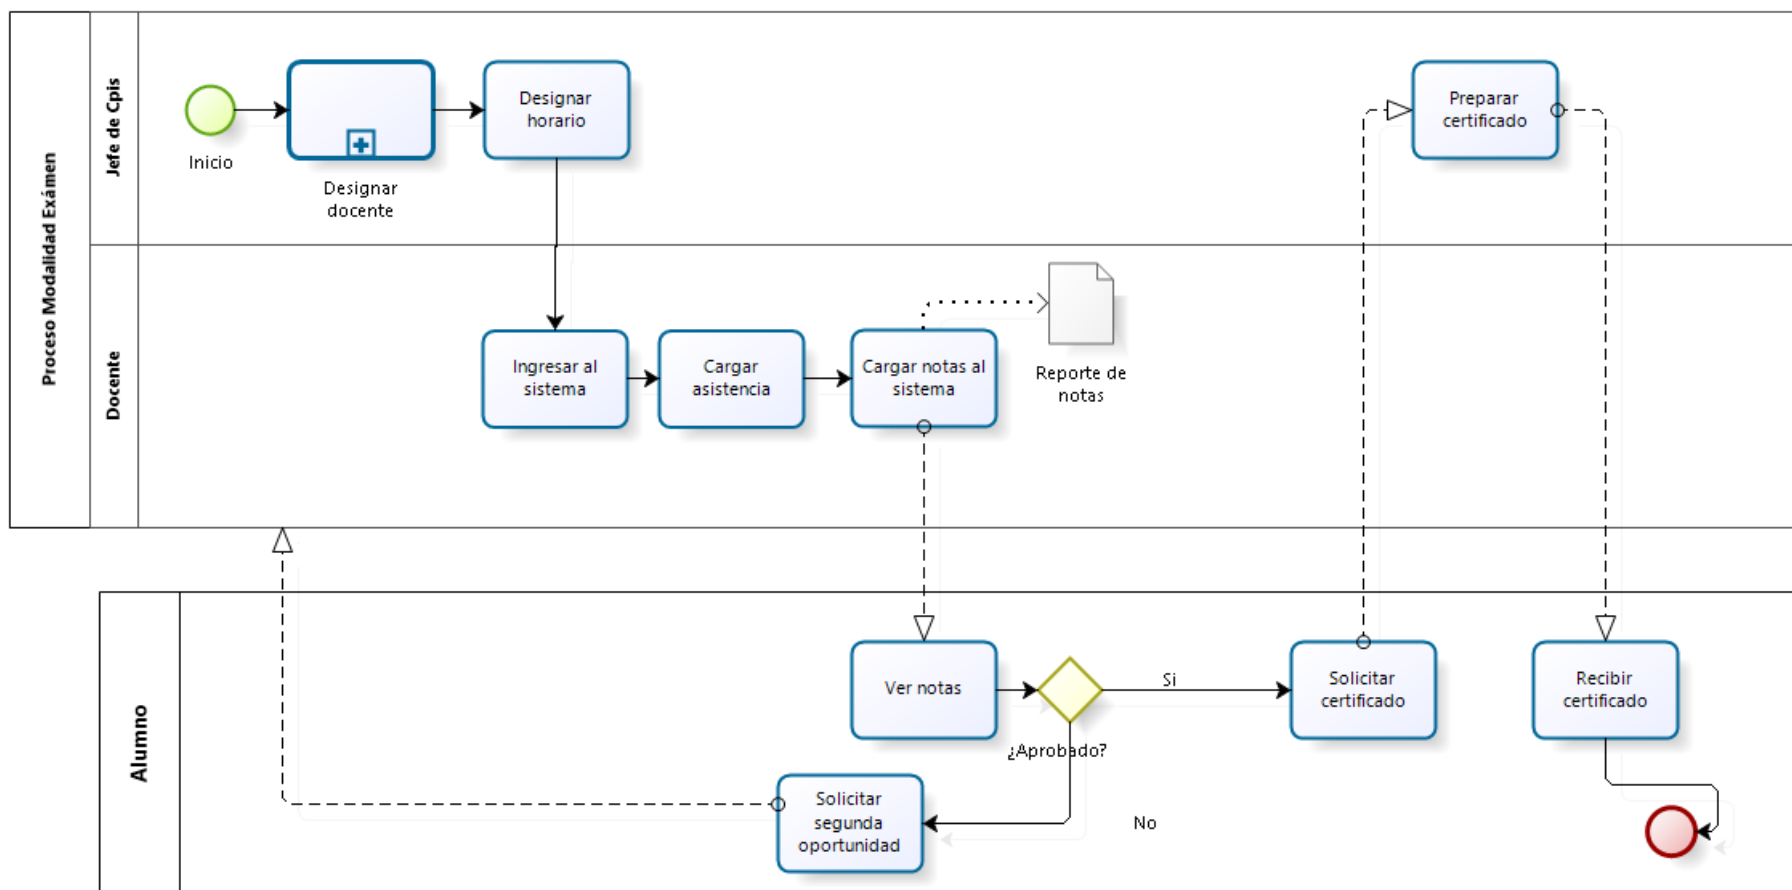 Proceso Modalidad Exámen
Jefe de Cpis
Inicio
Designar
docente
Designar
horario
Preparar
certificado
Docente
Ingresar al
sistema
Cargar
asistencia
Cargar notas al
sistema
Reporte de
notas
Alumno
Ver notas
¿Aprobado?
Si
Solicitar
certificado
Recibir
certificado
Solicitar
segunda
oportunidad
No